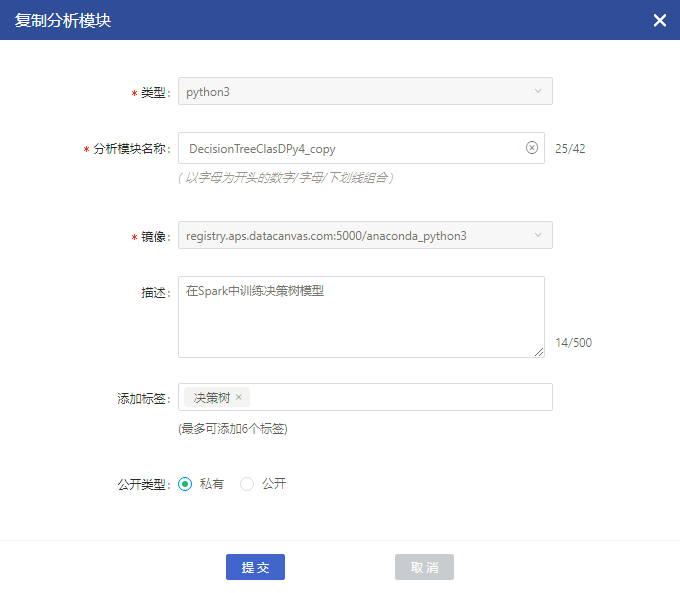 复制分析模块
* 类型: python3
* 分析模块名称: DecisionTreeClasDPy4_copy 25/42
( 以字母为开头的数字/字母/下划线组合 )
* 镜像: registry.aps.datacanvas.com:5000/anaconda_python3
描述: 在Spark中训练决策树模型
14/500
添加标签: 决策树 ×
(最多可添加6个标签)
公开类型: 私有 公开
提交 取消